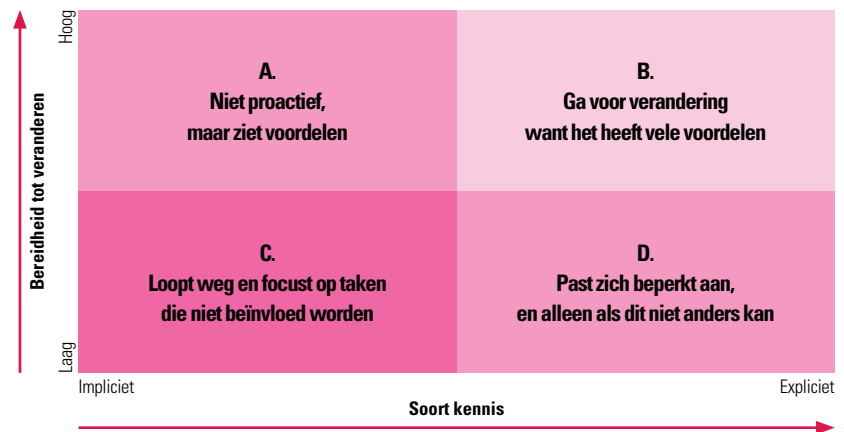 Hoog
Bereidheid tot veranderen
Laag
A.
Niet proactief,
maar ziet voordelen
B.
Ga voor verandering
want het heeft vele voordelen
C.
Loopt weg en focust op taken
die niet beïnvloed worden
D.
Past zich beperkt aan,
en alleen als dit niet anders kan
Impliciet
Expliciet
Soort kennis